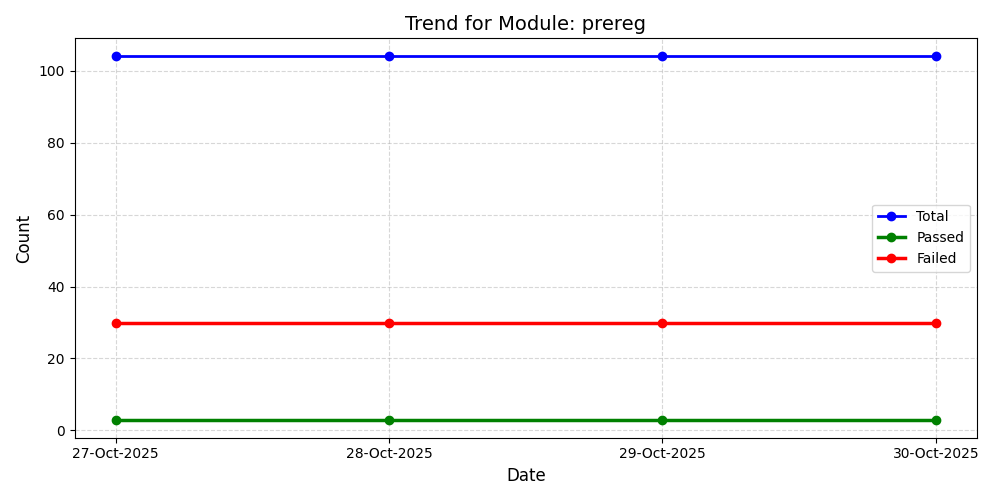 Trend for Module: prereg
Count
100
80
60
40
20
0
Total
Passed
Failed
27-Oct-2025
28-Oct-2025
29-Oct-2025
30-Oct-2025
Date